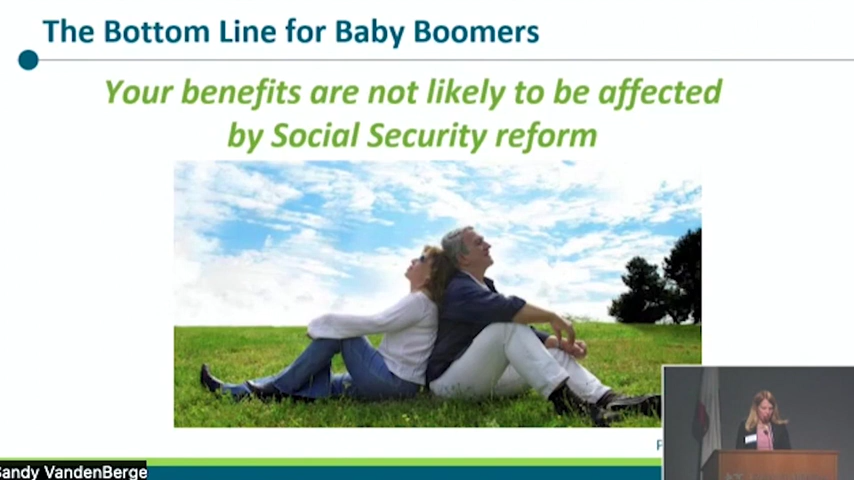 The Bottom Line for Baby Boomers
Your benefits are not likely to be affected
by Social Security reform
Sandy VandenBerge